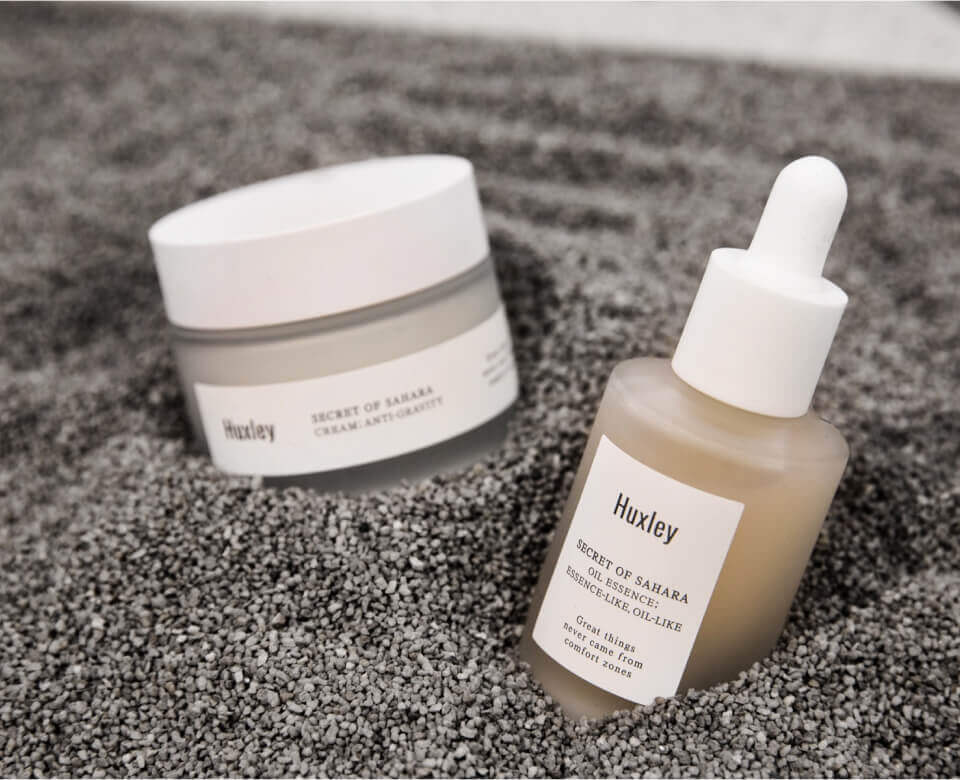 Huxley
SECRET OF SAHARA
CREAM; ANTI-GRAVITY
Huxley
SECRET OF SAHARA
OIL ESSENCE;
ESSENCE-LIKE, OIL-LIKE
Great things
never came from
comfort zones